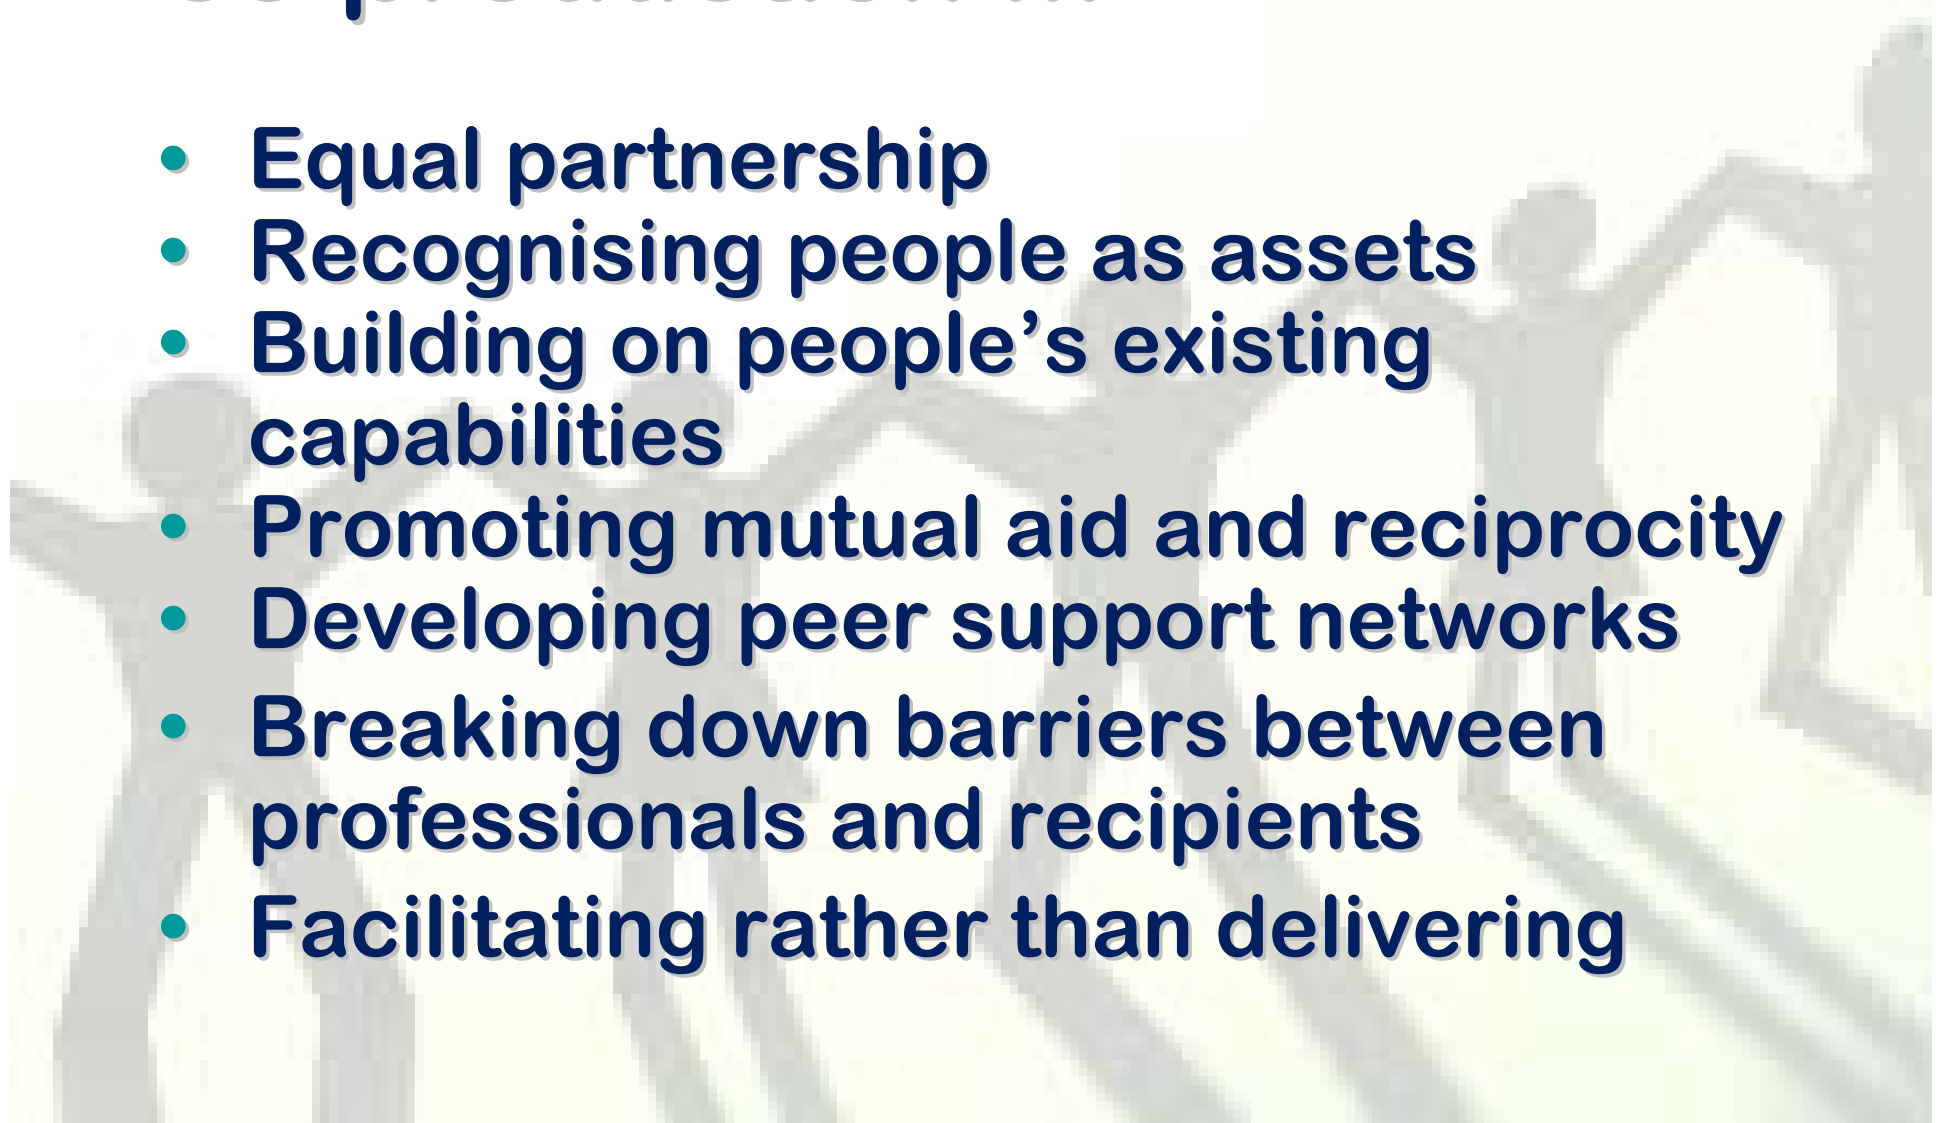 • Equal partnership
• Recognising people as assets
• Building on people’s existing
capabilities
• Promoting mutual aid and reciprocity
• Developing peer support networks
• Breaking down barriers between
professionals and recipients
• Facilitating rather than delivering